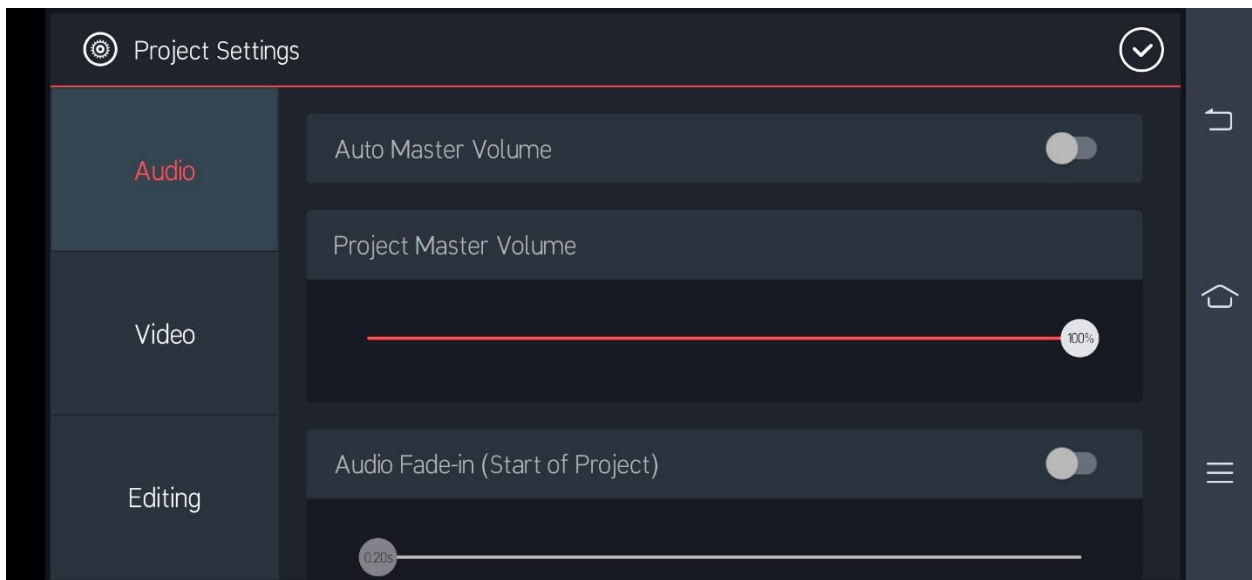 Project Settings
Audio
Auto Master Volume
Project Master Volume
Video
100%
Audio Fade-in (Start of Project)
Editing
0.20s